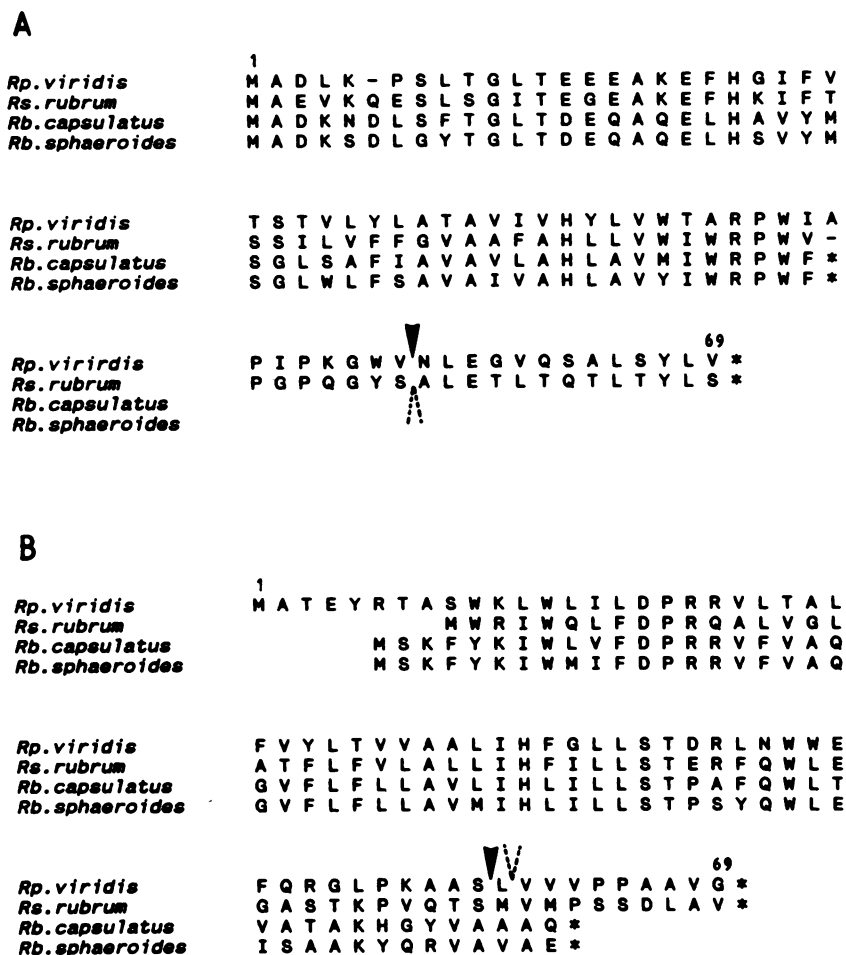 A
1
Rp.viridis M A D L K - P S L T G L T E E E A K E F H G I F V
Rs.rubrum M A E V K Q E S L S G I T E G E A K E F H K I F T
Rb.capsulatus M A D K N D L S F T G L T D E Q A Q E L H A V Y M
Rb.sphaeroides M A D K S D L G Y T G L T D E Q A Q E L H S V Y M
Rp.viridis T S T V L Y L A T A V I V H Y L V W T A R P W I A
Rs.rubrum S S I L V F F G V A A F A H L L V W I W R P W V -
Rb.capsulatus S G L S A F I A V A V L A H L A V M I W R P W F *
Rb.sphaeroides S G L W L F S A V A I V A H L A V Y I W R P W F *
69
Rp.virirdis P I P K G W V N L E G V Q S A L S Y L V *
Rs.rubrum P G P Q G Y S A L E T L T Q T L T Y L S *
Rb.capsulatus
Rb.sphaeroides
B
1
Rp.viridis M A T E Y R T A S W K L W L I L D P R R V L T A L
Rs.rubrum M W R I W Q L F D P R Q A L V G L
Rb.capsulatus M S K F Y K I W L V F D P R R V F V A Q
Rb.sphaeroides M S K F Y K I W M I F D P R R V F V A Q
Rp.viridis F V Y L T V V A A L I H F G L L S T D R L N W W E
Rs.rubrum A T F L F V L A L L I H F I L L S T E R F Q W L E
Rb.capsulatus G V F L F L L A V L I H L I L L S T P A F Q W L T
Rb.sphaeroides G V F L F L L A V M I H L I L L S T P S Y Q W L E
69
Rp.viridis F Q R G L P K A A S L V V V P P A A V G *
Rs.rubrum G A S T K P V Q T S M V M P S S D L A V *
Rb.capsulatus V A T A K H G Y V A A A Q *
Rb.sphaeroides I S A A K Y Q R V A V A E *